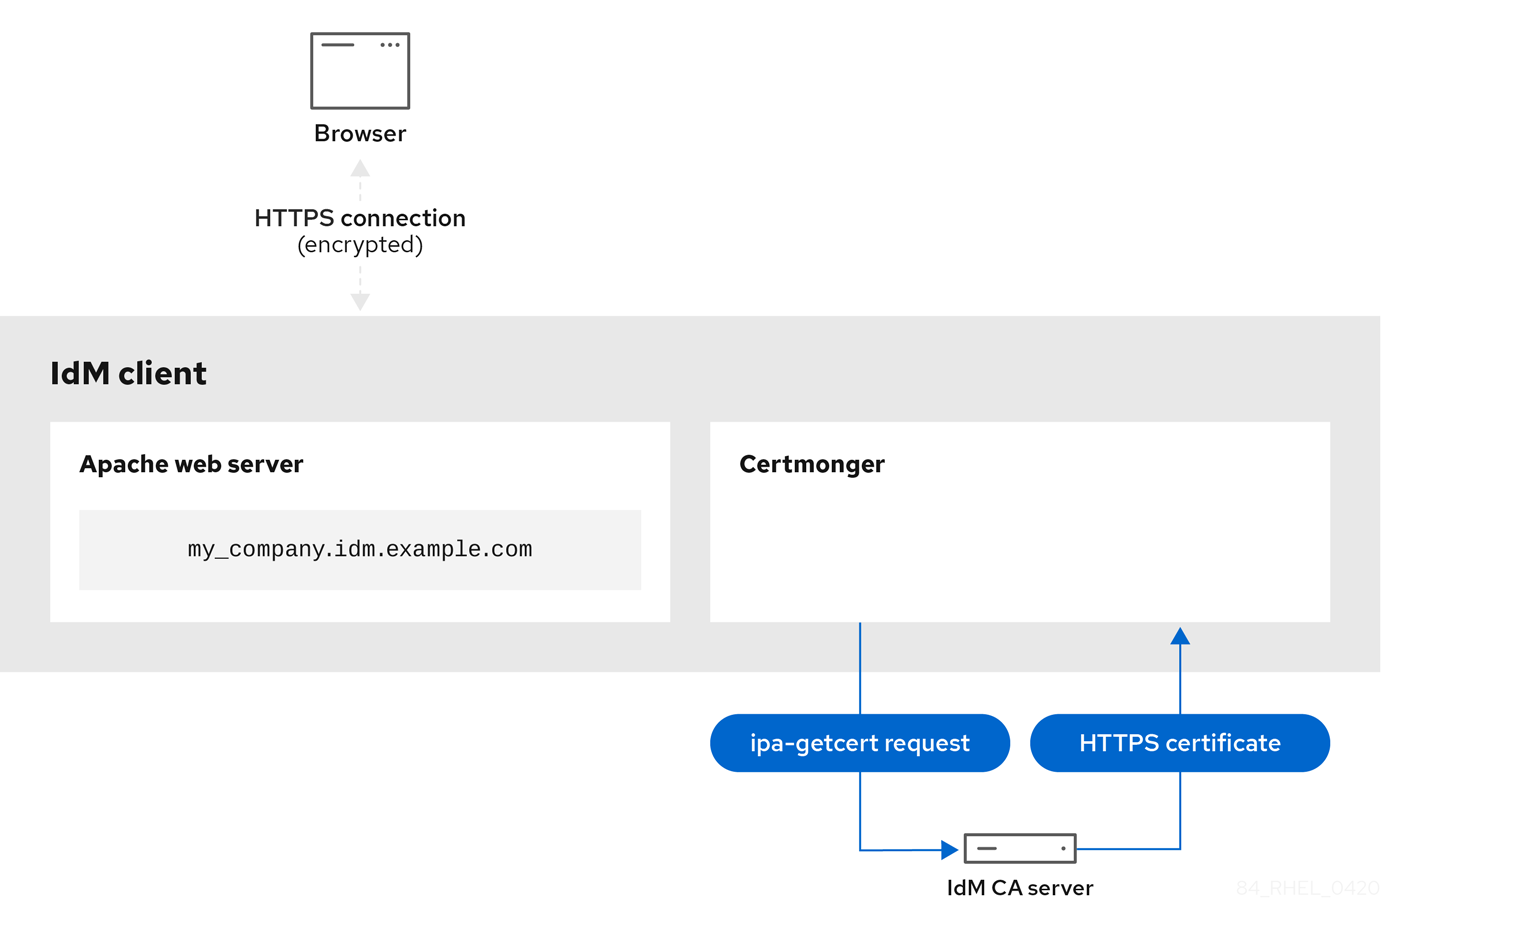 Browser
HTTPS connection
(encrypted)
IdM client
Apache web server
my_company.idm.example.com
Certmonger
ipa-getcert request
HTTPS certificate
IdM CA server
84_RHEL_0420